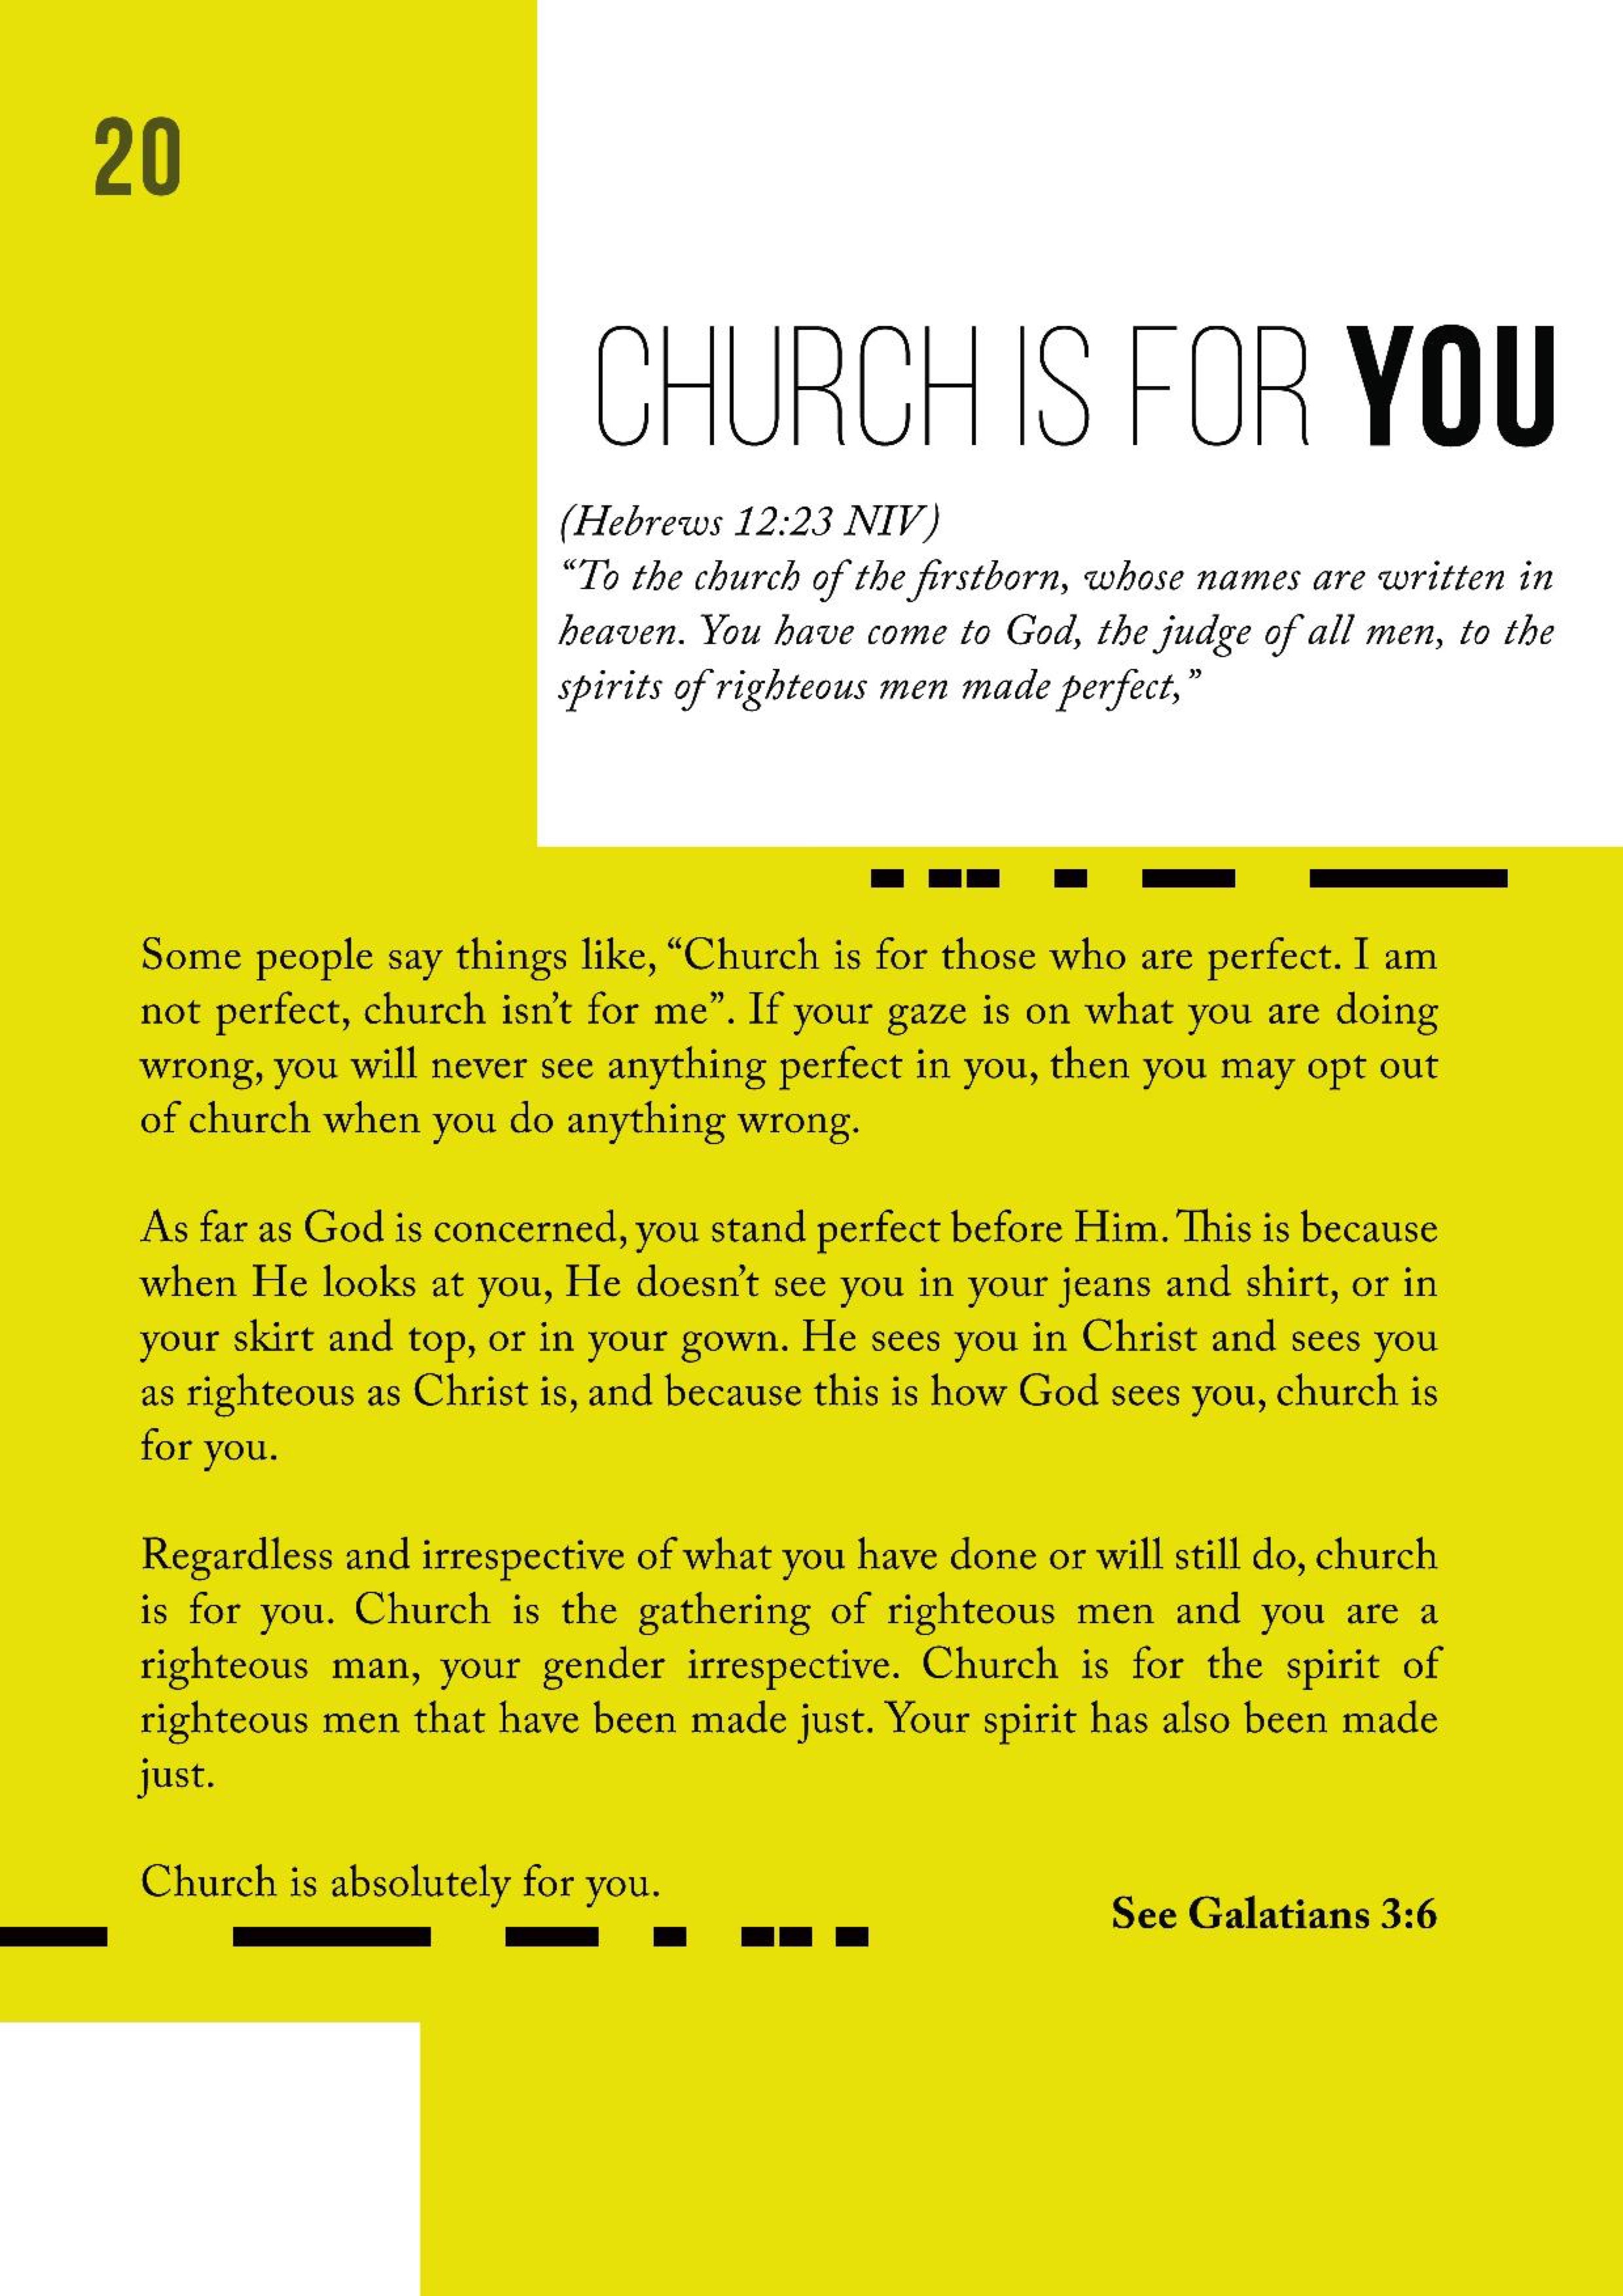 20
CHURCH IS FOR YOU
(Hebrews 12:23 NIV)
“To the church of the firstborn, whose names are written in
heaven. You have come to God, the judge of all men, to the
spirits of righteous men made perfect,”
Some people say things like, “Church is for those who are perfect. I am
not perfect, church isn’t for me”. If your gaze is on what you are doing
wrong, you will never see anything perfect in you, then you may opt out
of church when you do anything wrong.
As far as God is concerned, you stand perfect before Him. This is because
when He looks at you, He doesn’t see you in your jeans and shirt, or in
your skirt and top, or in your gown. He sees you in Christ and sees you
as righteous as Christ is, and because this is how God sees you, church is
for you.
Regardless and irrespective of what you have done or will still do, church
is for you. Church is the gathering of righteous men and you are a
righteous man, your gender irrespective. Church is for the spirit of
righteous men that have been made just. Your spirit has also been made
just.
Church is absolutely for you.
See Galatians 3:6